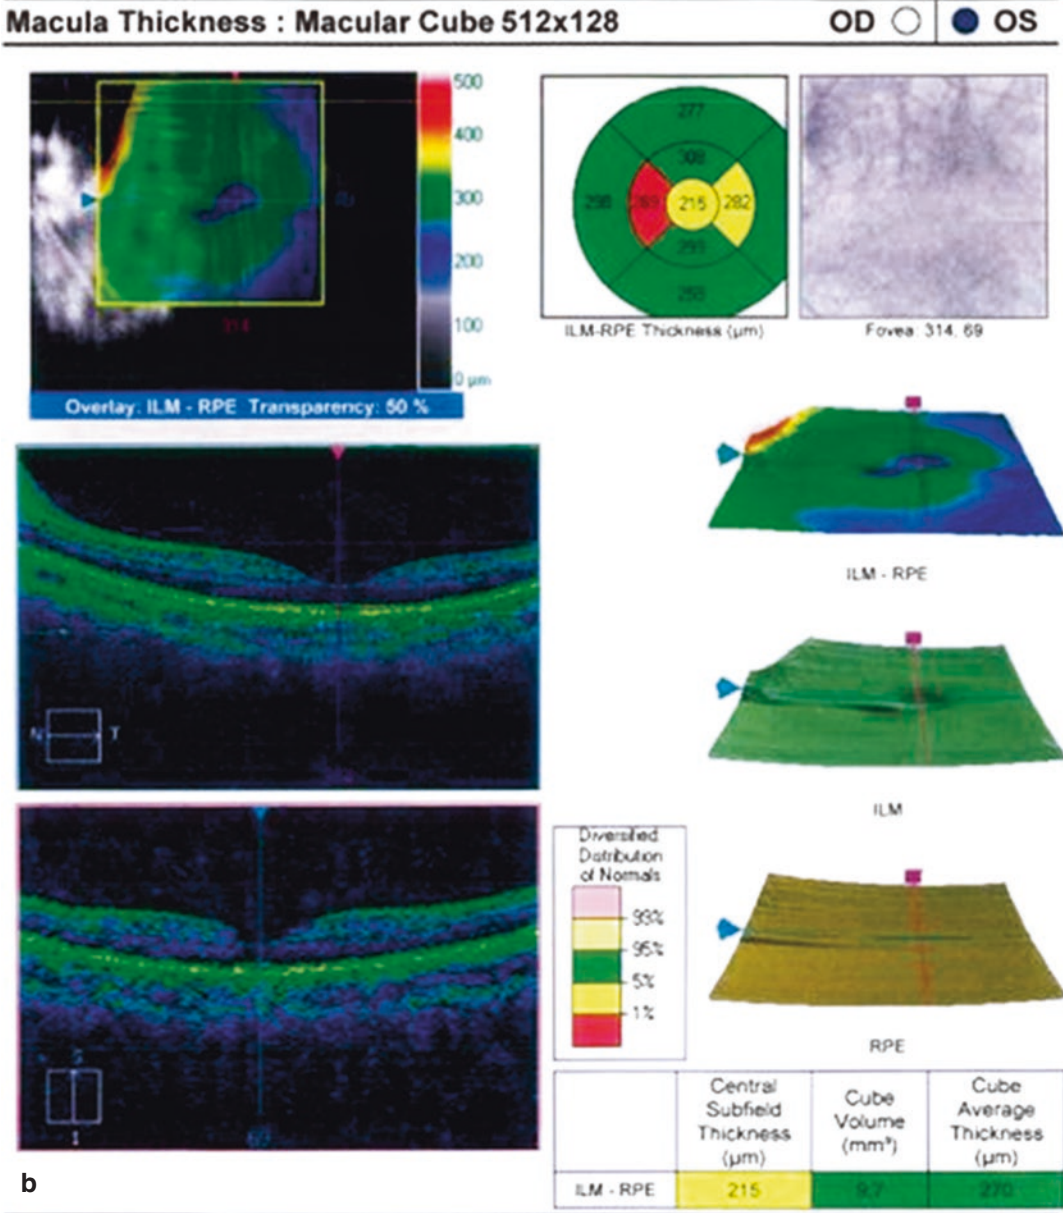 Macula Thickness : Macular Cube 512x128
OD
OS
500
400
300
200
100
0 µm
314
Overlay: ILM - RPE Transparency: 50 %
277
308
298
215
282
293
258
ILM-RPE Thickness (µm)
Fovea: 314, 69
ILM - RPE
N
T
ILM
Diversified
Distribution
of Normals
99%
95%
5%
1%
RPE
S
I
69
Central
Subfield
Thickness
(µm)
Cube
Volume
(mm³)
Cube
Average
Thickness
(µm)
ILM - RPE
215
9.7
270
b